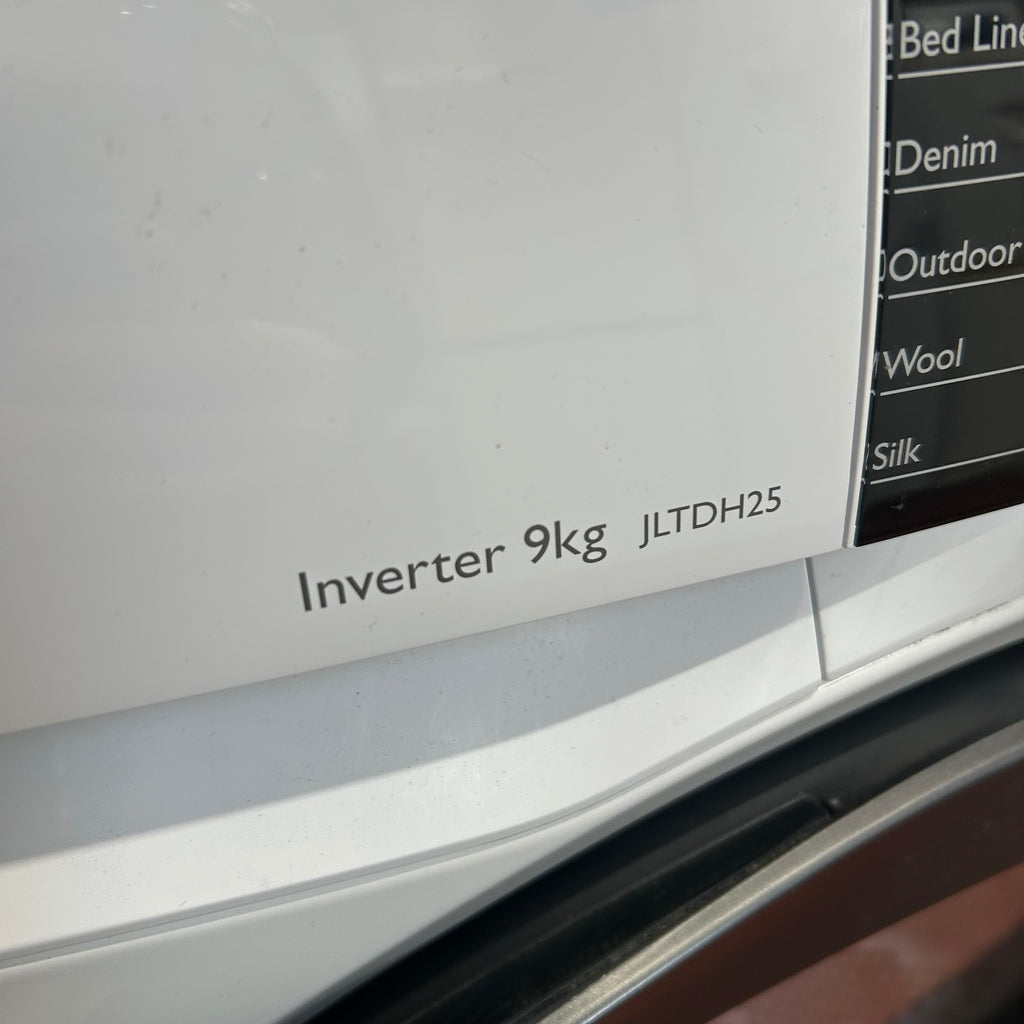 Bed Line
Denim
Outdoor
Wool
Silk
Inverter 9kg JLTDH25